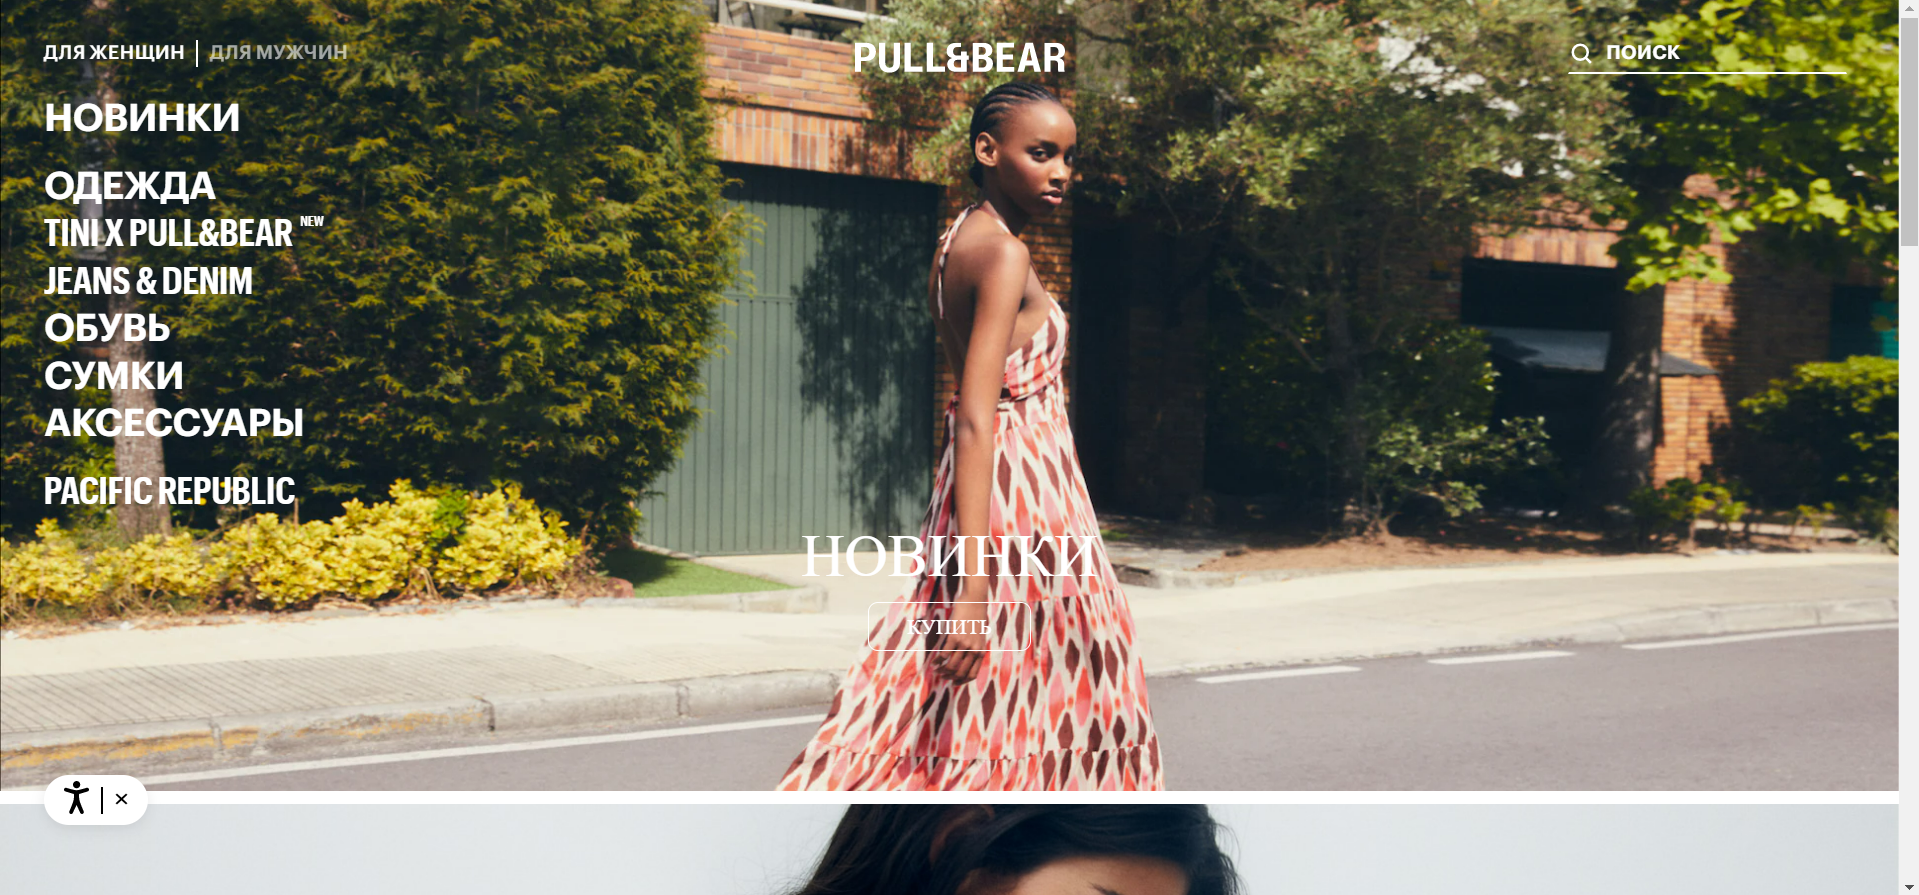 ДЛЯ ЖЕНЩИН | ДЛЯ МУЖЧИН
PULL&BEAR
ПОИСК
НОВИНКИ
ОДЕЖДА
TINI X PULL&BEAR NEW
JEANS & DENIM
ОБУВЬ
СУМКИ
АКСЕССУАРЫ
PACIFIC REPUBLIC
НОВИНКИ
КУПИТЬ